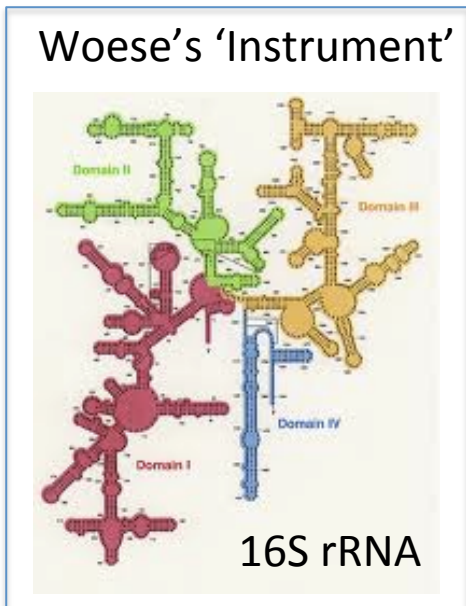 Woese’s ‘Instrument’
Domain II
Domain III
Domain IV
Domain I
16S rRNA